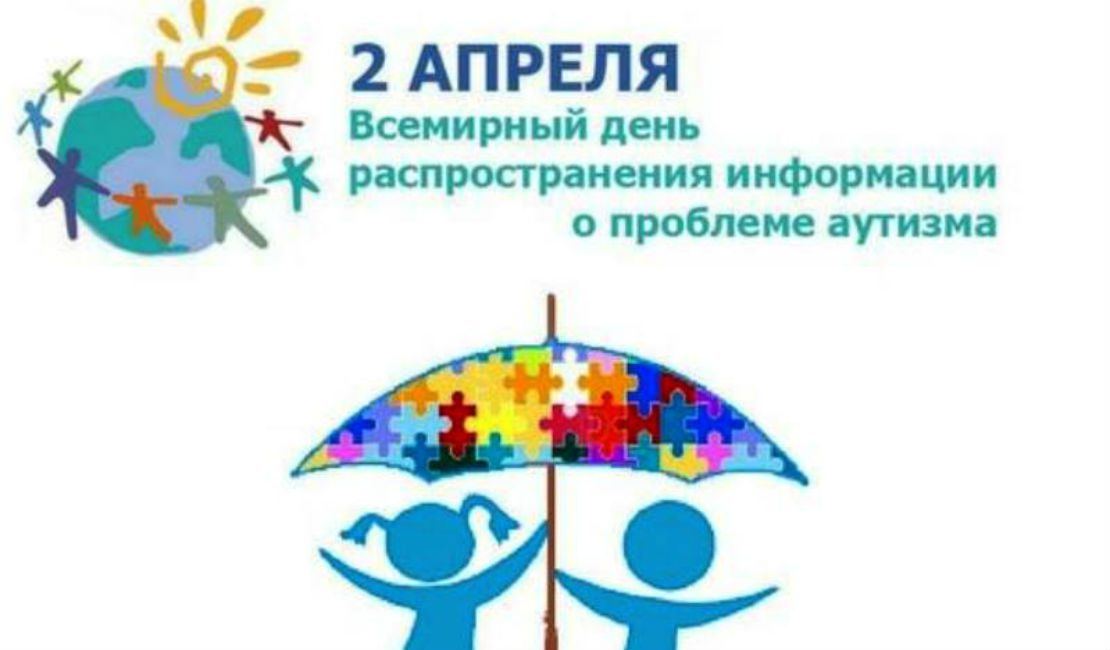 2 АПРЕЛЯ
Всемирный день
распространения информации
о проблеме аутизма